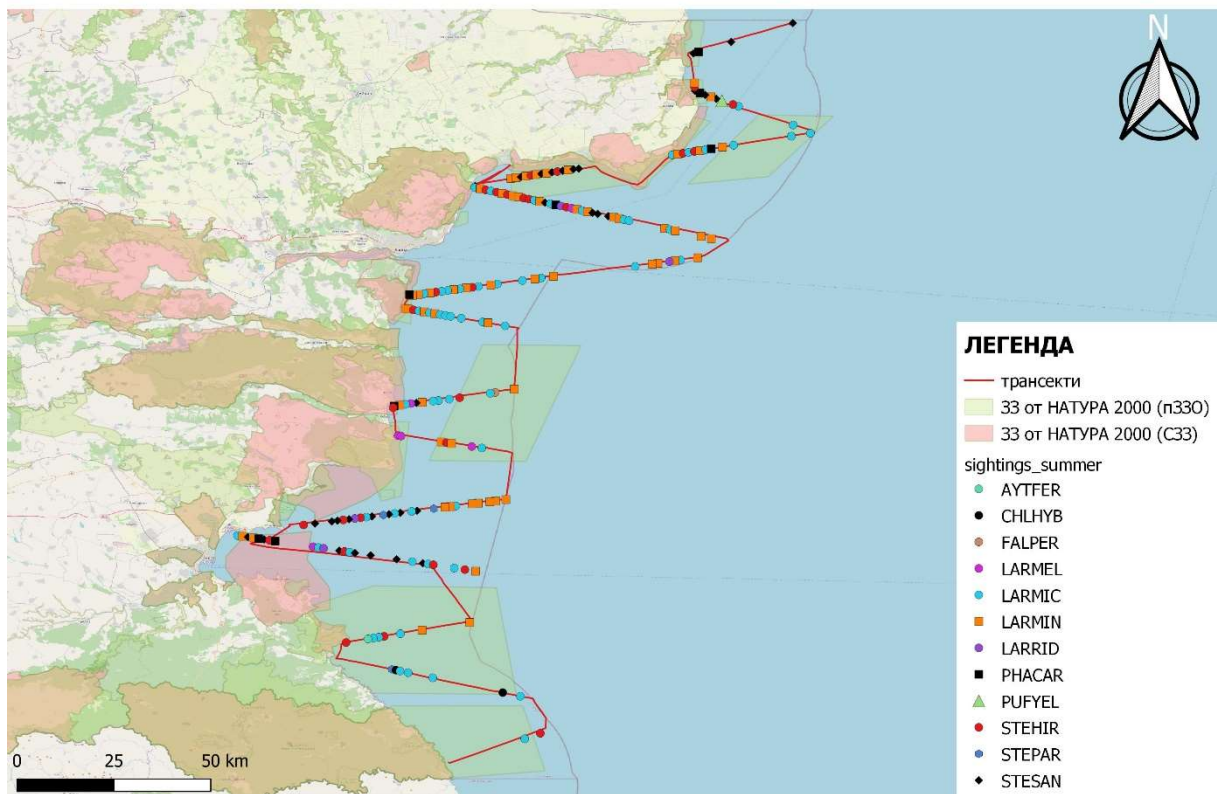 N
ЛЕГЕНДА
трансекти
ЗЗ от НАТУРА 2000 (пЗЗО)
ЗЗ от НАТУРА 2000 (СЗЗ)
sightings_summer
AYTFER
CHLHYB
FALPER
LARMEL
LARMIC
LARMIN
LARRID
PHACAR
PUFYEL
STEHIR
STEPAR
STESAN
0 25 50 km